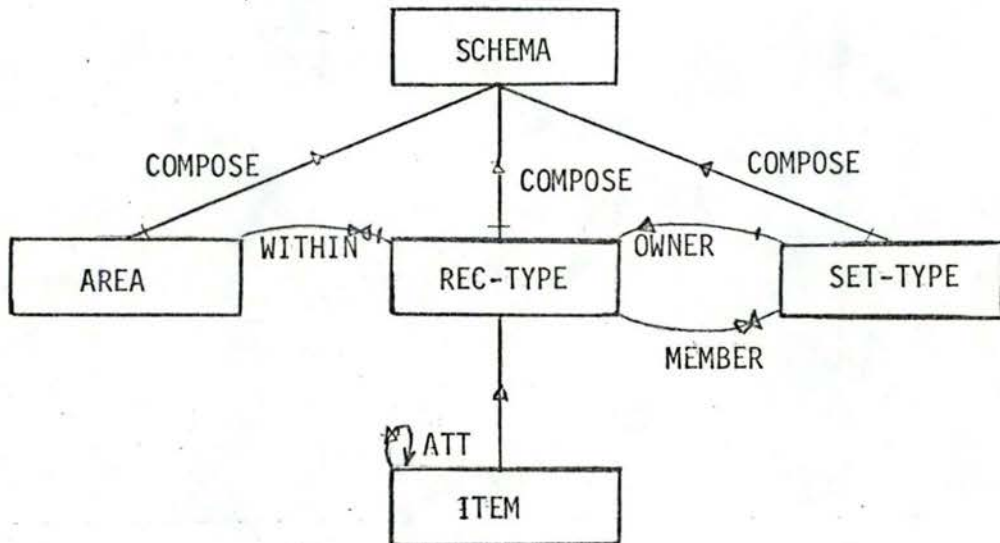 SCHEMA
COMPOSE
COMPOSE
COMPOSE
WITHIN
OWNER
AREA
REC-TYPE
SET-TYPE
MEMBER
ATT
ITEM